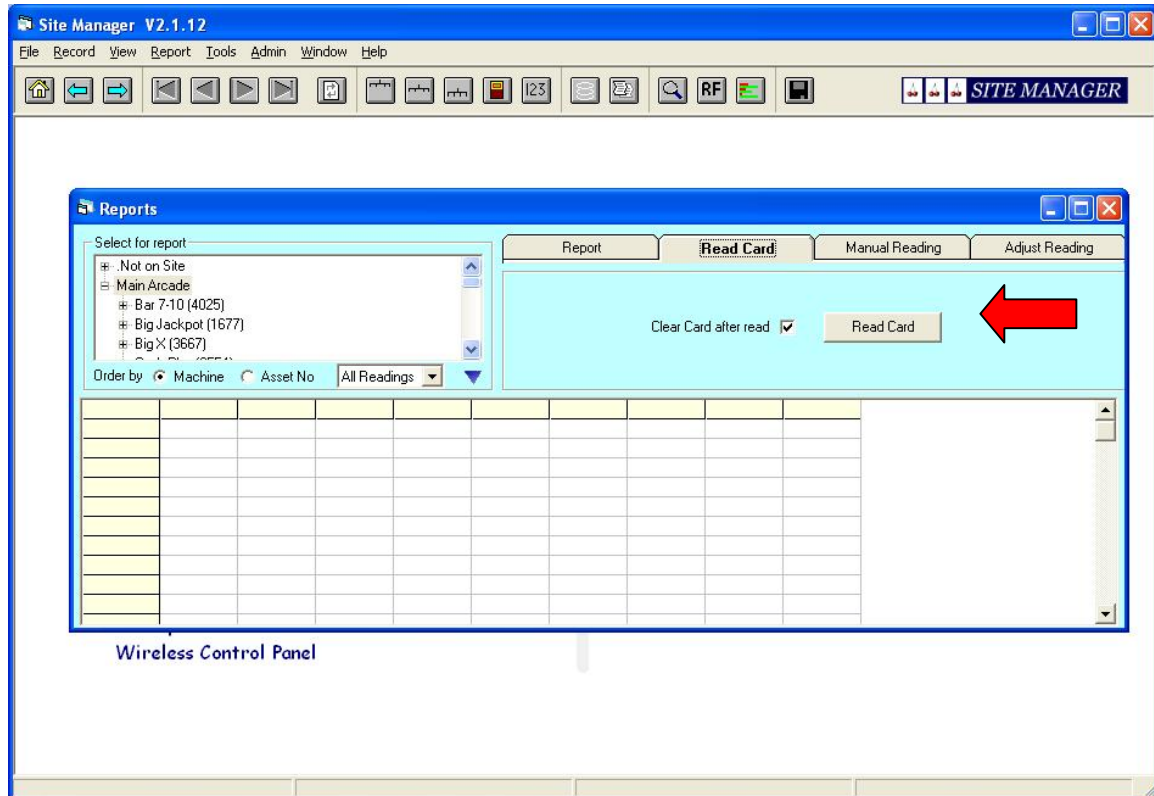 Site Manager V2.1.12
File Record View Report Tools Admin Window Help
123 RF SITE MANAGER
Reports
Select for report
.Not on Site
Main Arcade
Bar 7-10 (4025)
Big Jackpot (1677)
Big X (3667)
Order by Machine Asset No All Readings
Report Read Card Manual Reading Adjust Reading
Clear Card after read Read Card
Wireless Control Panel